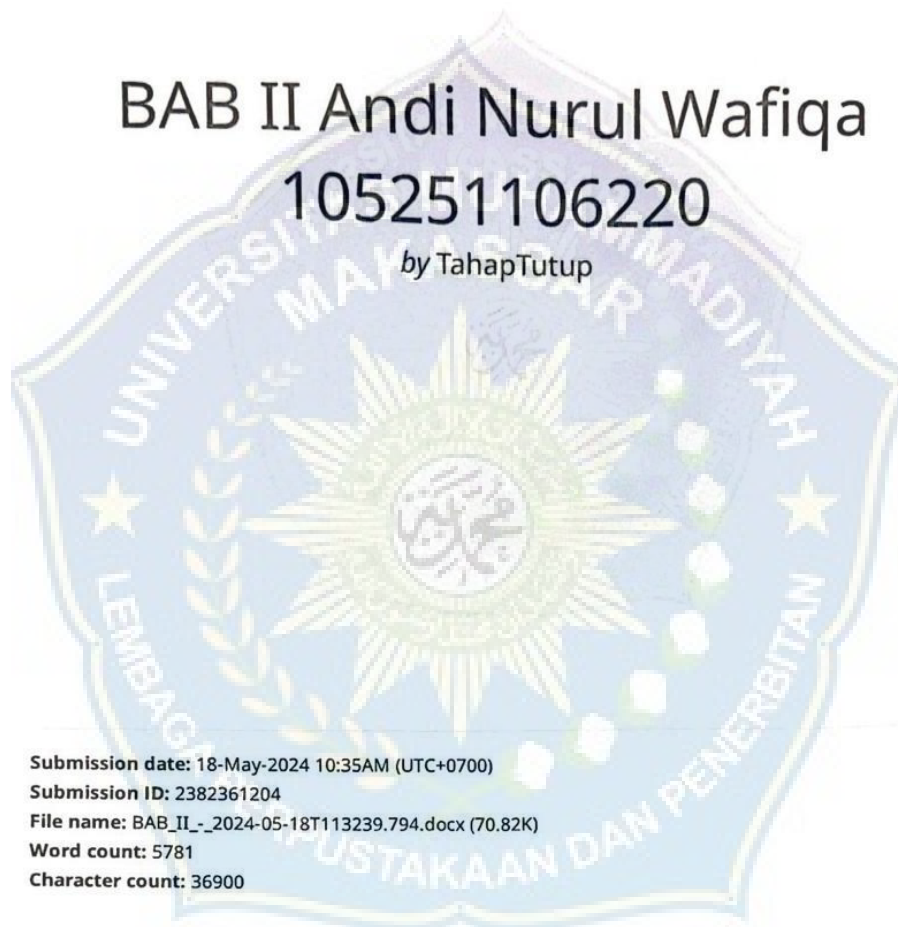 BAB II Andi Nurul Wafiqa
105251106220
by TahapTutup
UNIVERSITAS MUHAMMADIYAH
MAKASSAR
محمد
LEMBAGA PERPUSTAKAAN DAN PENERBITAN
Submission date: 18-May-2024 10:35AM (UTC+0700)
Submission ID: 2382361204
File name: BAB_II_-_2024-05-18T113239.794.docx (70.82K)
Word count: 5781
Character count: 36900